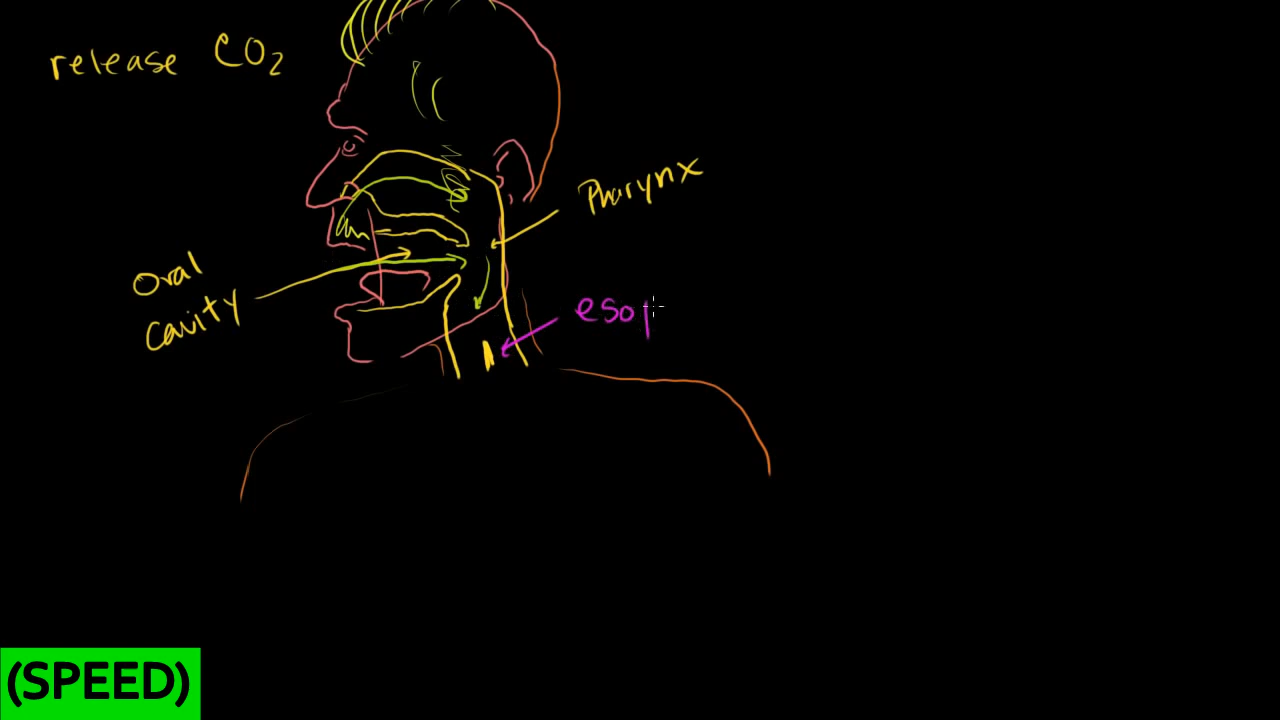 release CO2
Pharynx
Oral
cavity
esop
(SPEED)